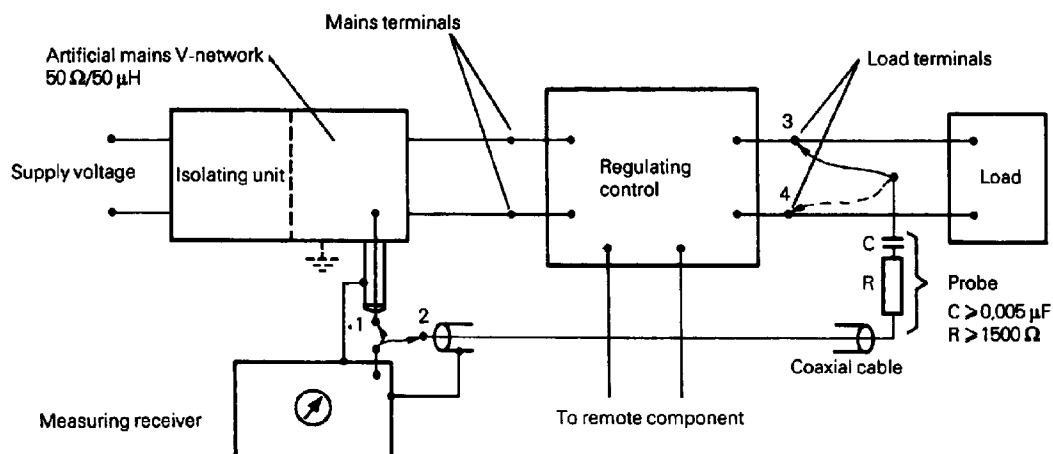 Mains terminals
Artificial mains V-network
50 Ω/50 μH
Load terminals
3
Supply voltage
Isolating unit
Regulating
control
4
Load
C
R
Probe
C ⩾ 0,005 μF
R ⩾ 1500 Ω
.1
2
Coaxial cable
Measuring receiver
To remote component